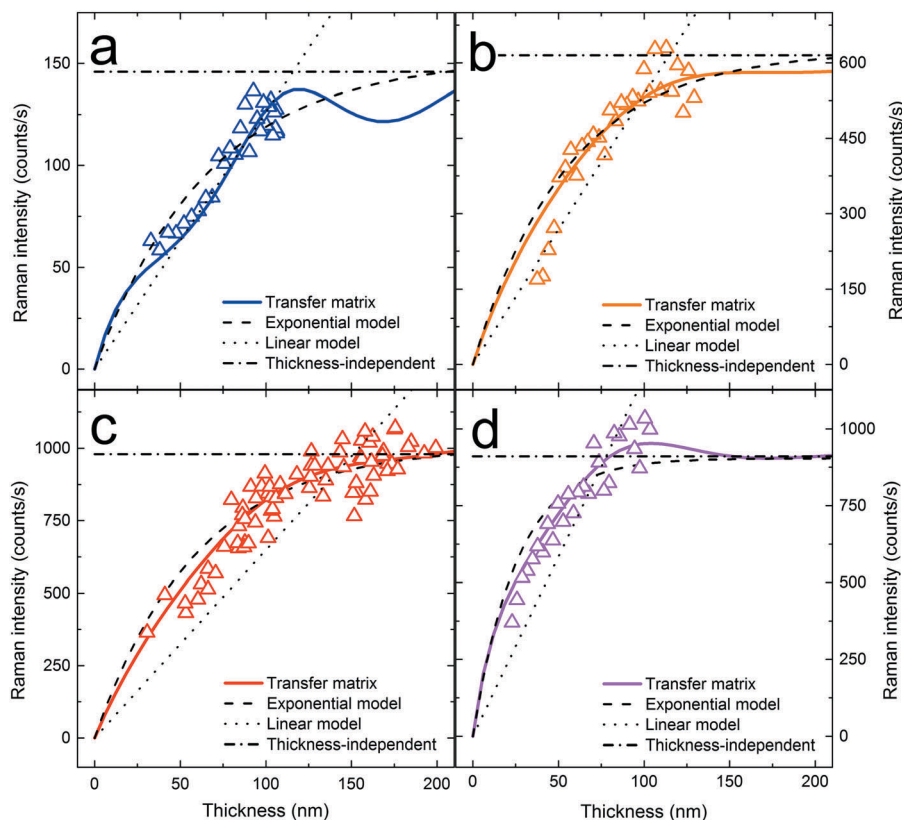 a
Raman intensity (counts/s)
150
100
50
0
Transfer matrix
Exponential model
Linear model
Thickness-independent
b
600
450
300
150
0
Raman intensity (counts/s)
Transfer matrix
Exponential model
Linear model
Thickness-independent
c
Raman intensity (counts/s)
1000
750
500
250
0
Transfer matrix
Exponential model
Linear model
Thickness-independent
0 50 100 150 200
Thickness (nm)
d
1000
750
500
250
0
Raman intensity (counts/s)
Transfer matrix
Exponential model
Linear model
Thickness-independent
0 50 100 150 200
Thickness (nm)